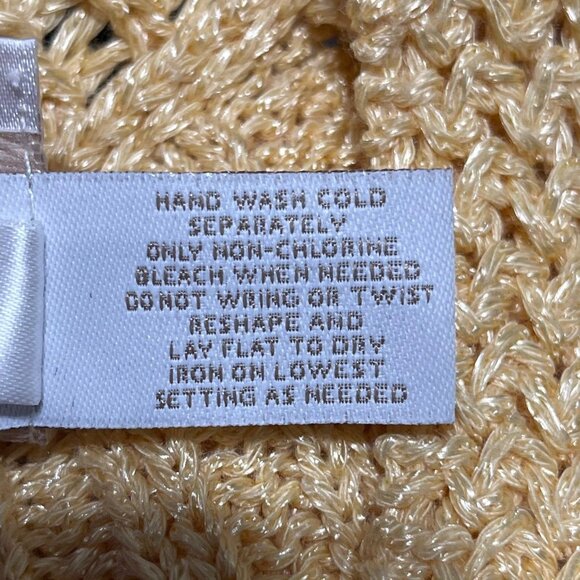 HAND WASH COLD
SEPARATELY
ONLY NON-CHLORINE
BLEACH WHEN NEEDED
DO NOT WRING OR TWIST
RESHAPE AND
LAY FLAT TO DRY
IRON ON LOWEST
SETTING AS NEEDED